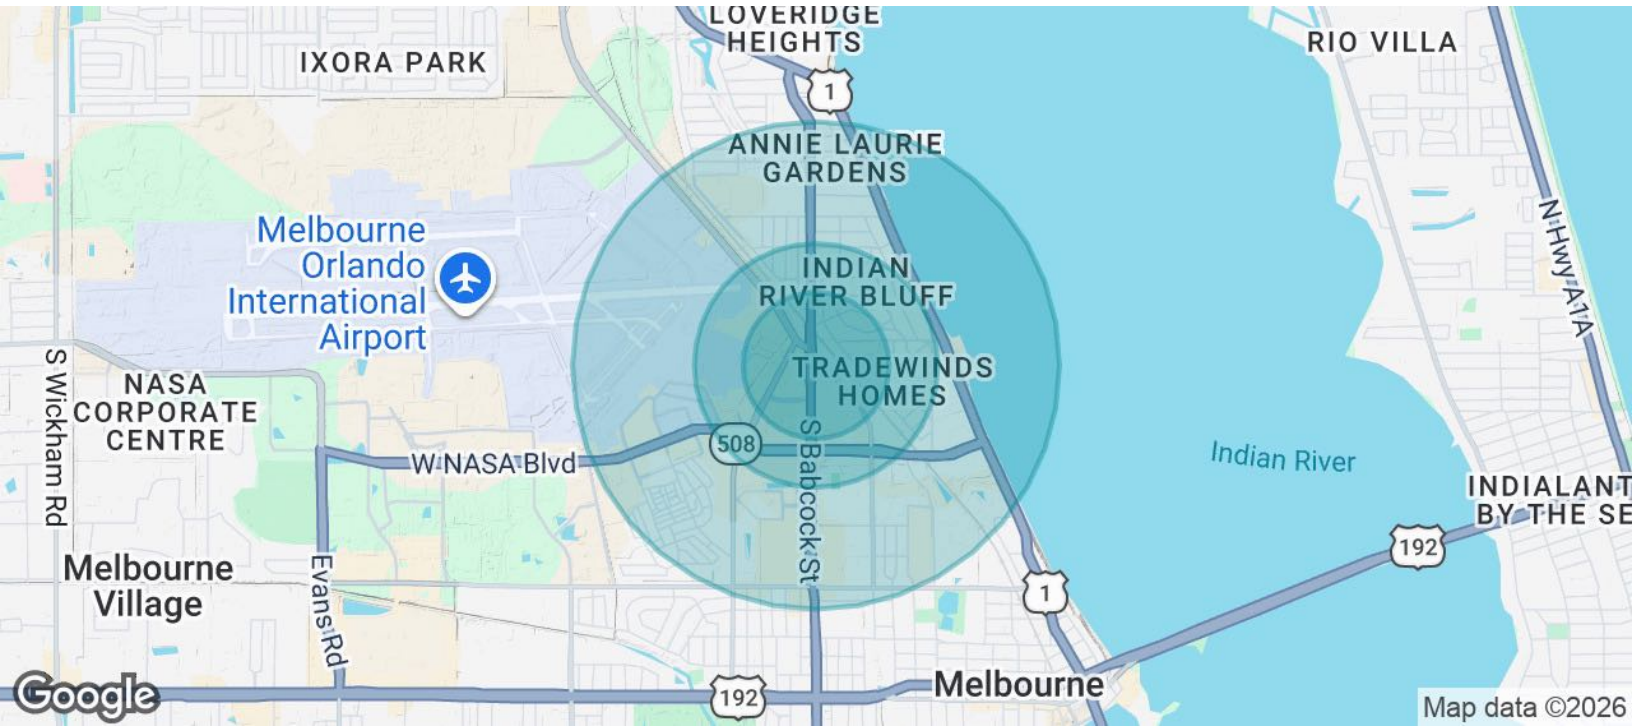 LOVERIDGE
HEIGHTS
IXORA PARK
RIO VILLA
1
ANNIE LAURIE
GARDENS
Melbourne
Orlando
International
Airport
INDIAN
RIVER BLUFF
N Hwy A1A
TRADEWINDS
HOMES
NASA
CORPORATE
CENTRE
S Wickham Rd
508
W NASA Blvd
S Babcock St
Indian River
INDIALANT
BY THE SE
192
Melbourne
Village
Evans Rd
1
Melbourne
192
Google
Map data ©2026